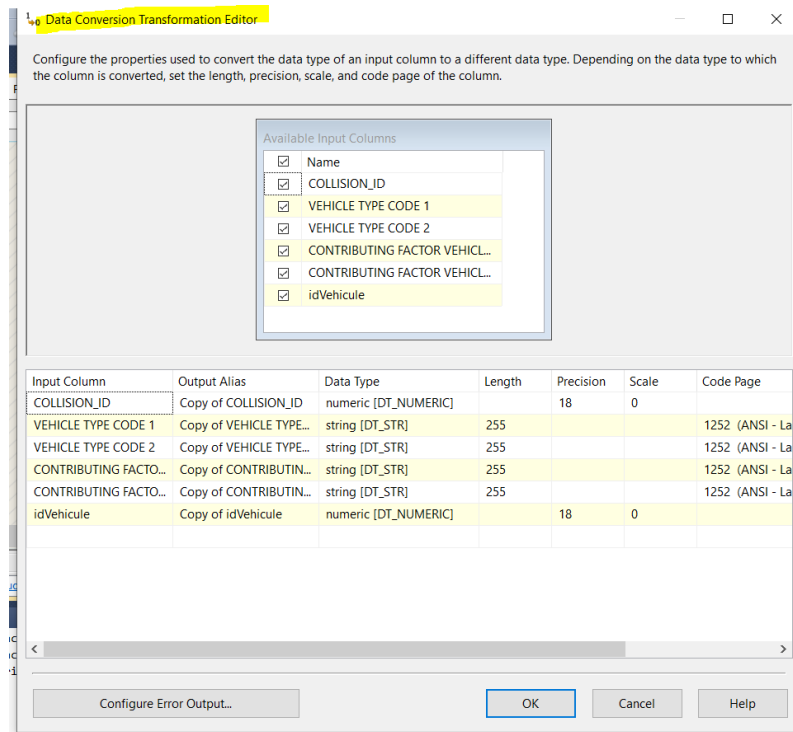 Data Conversion Transformation Editor
Configure the properties used to convert the data type of an input column to a different data type. Depending on the data type to which
the column is converted, set the length, precision, scale, and code page of the column.
Available Input Columns
Name
COLLISION_ID
VEHICLE TYPE CODE 1
VEHICLE TYPE CODE 2
CONTRIBUTING FACTOR VEHICL...
CONTRIBUTING FACTOR VEHICL...
idVehicule
Input Column Output Alias Data Type Length Precision Scale Code Page
COLLISION_ID Copy of COLLISION_ID numeric [DT_NUMERIC] 18 0
VEHICLE TYPE CODE 1 Copy of VEHICLE TYPE... string [DT_STR] 255 1252 (ANSI - La
VEHICLE TYPE CODE 2 Copy of VEHICLE TYPE... string [DT_STR] 255 1252 (ANSI - La
CONTRIBUTING FACTO... Copy of CONTRIBUTIN... string [DT_STR] 255 1252 (ANSI - La
CONTRIBUTING FACTO... Copy of CONTRIBUTIN... string [DT_STR] 255 1252 (ANSI - La
idVehicule Copy of idVehicule numeric [DT_NUMERIC] 18 0
Configure Error Output... OK Cancel Help